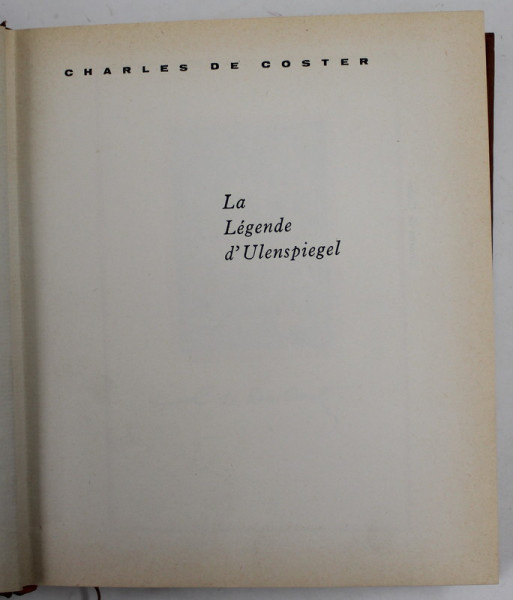 CHARLES DE COSTER
La
Légende
d'Ulenspiegel